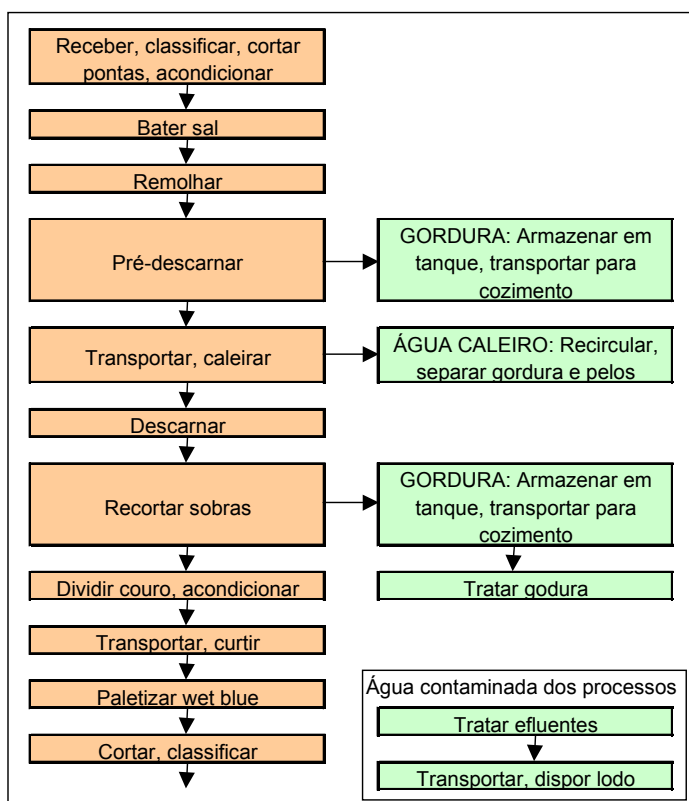 Receber, classificar, cortar
pontas, acondicionar
Bater sal
Remolhar
Pré-descarnar
GORDURA: Armazenar em
tanque, transportar para
cozimento
Transportar, caleirar
ÁGUA CALEIRO: Recircular,
separar gordura e pelos
Descarnar
Recortar sobras
GORDURA: Armazenar em
tanque, transportar para
cozimento
Dividir couro, acondicionar
Tratar godura
Transportar, curtir
Paletizar wet blue
Cortar, classificar
Água contaminada dos processos
Tratar efluentes
Transportar, dispor lodo